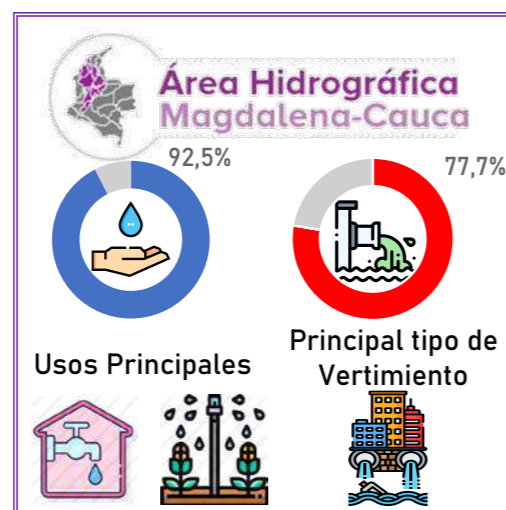 Área Hidrográfica
Magdalena-Cauca
92,5%
77,7%
Usos Principales
Principal tipo de
Vertimiento